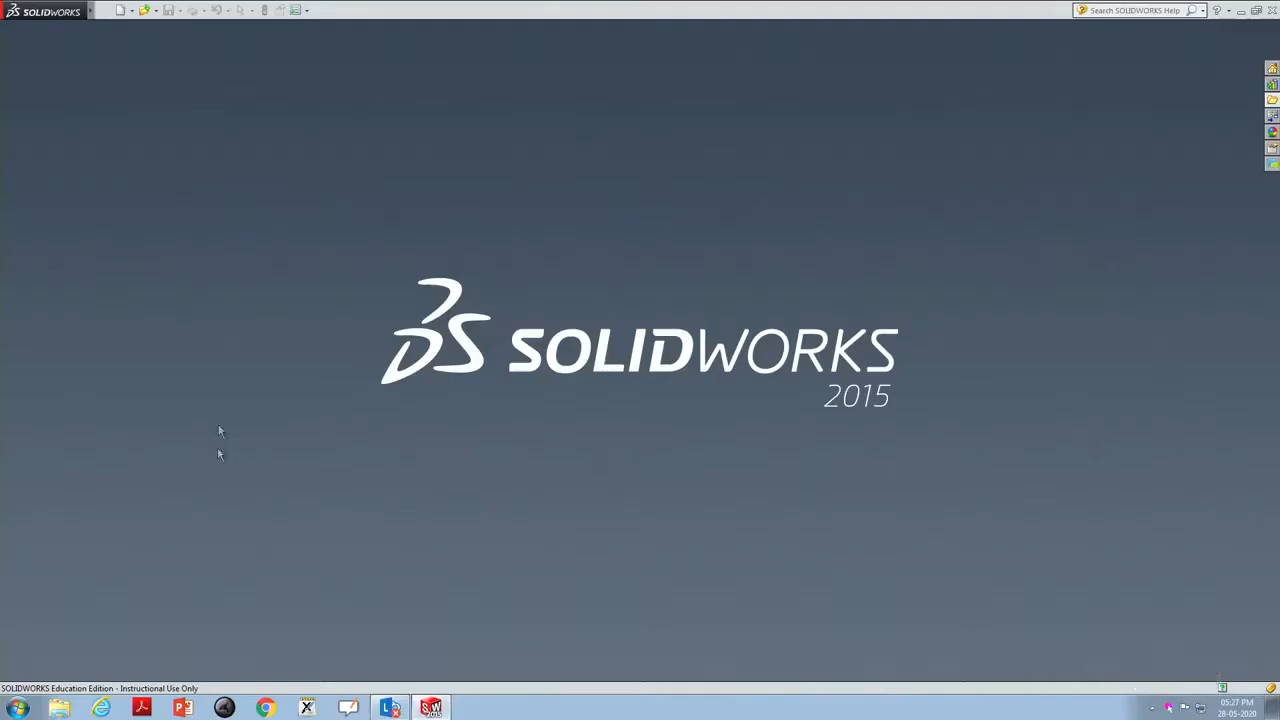 SOLIDWORKS
Search SOLIDWORKS Help
SOLIDWORKS
2015
SOLIDWORKS Education Edition - Instructional Use Only
05:27 PM
28-05-2020